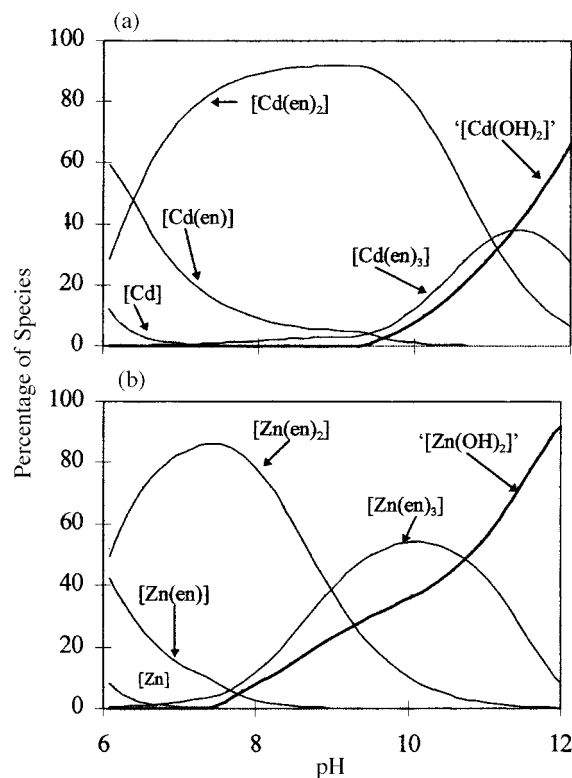 (a)
100
80
60
40
20
0
[Cd(en)₂]
'[Cd(OH)₂]'
[Cd(en)]
[Cd(en)₃]
[Cd]
Percentage of Species
(b)
100
80
60
40
20
0
[Zn(en)₂]
'[Zn(OH)₂]'
[Zn(en)₃]
[Zn(en)]
[Zn]
6
8
10
12
pH